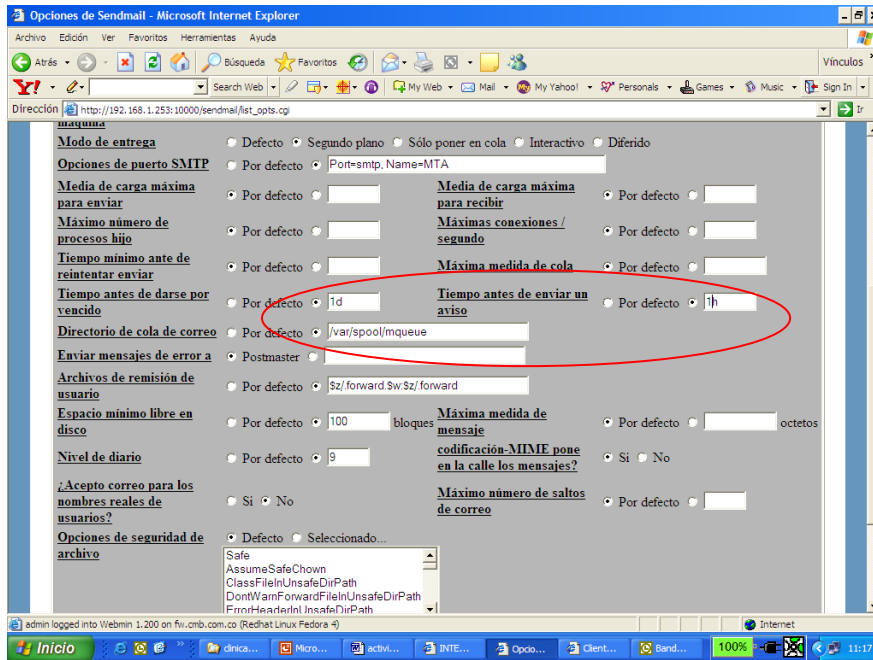 Opciones de Sendmail - Microsoft Internet Explorer
Archivo Edición Ver Favoritos Herramientas Ayuda
Atrás Búsqueda Favoritos Vínculos
Y! Search Web My Web Mail My Yahoo! Personals Games Music Sign In
Dirección http://192.168.1.253:10000/sendmail/list_opts.cgi Ir
máquina
Modo de entrega Defecto Segundo plano Sólo poner en cola Interactivo Diferido
Opciones de puerto SMTP Por defecto Port=smtp, Name=MTA
Media de carga máxima para enviar Por defecto Media de carga máxima para recibir Por defecto
Máximo número de procesos hijo Por defecto Máximas conexiones / segundo Por defecto
Tiempo mínimo ante de reintentar enviar Por defecto Máxima medida de cola Por defecto
Tiempo antes de darse por vencido Por defecto 1d Tiempo antes de enviar un aviso Por defecto 1h
Directorio de cola de correo Por defecto /var/spool/mqueue
Enviar mensajes de error a Postmaster
Archivos de remisión de usuario Por defecto $z/.forward.$w:$z/.forward
Espacio mínimo libre en disco Por defecto 100 bloques Máxima medida de mensaje Por defecto octetos
Nivel de diario Por defecto 9 codificación-MIME pone en la calle los mensajes? Si No
¿Acepto correo para los nombres reales de usuarios? Si No Máximo número de saltos de correo Por defecto
Opciones de seguridad de archivo Defecto Seleccionado...
Safe
AssumeSafeChown
ClassFileInUnsafeDirPath
DontWarnForwardFileInUnsafeDirPath
ErrorHeaderInUnsafeDirPath
admin logged into Webmin 1.200 on fw.cmb.com.co (Redhat Linux Fedora 4) Internet
Inicio clinica... Micro... activi... INTE... Opcio... Client... Band... 100% 11:17